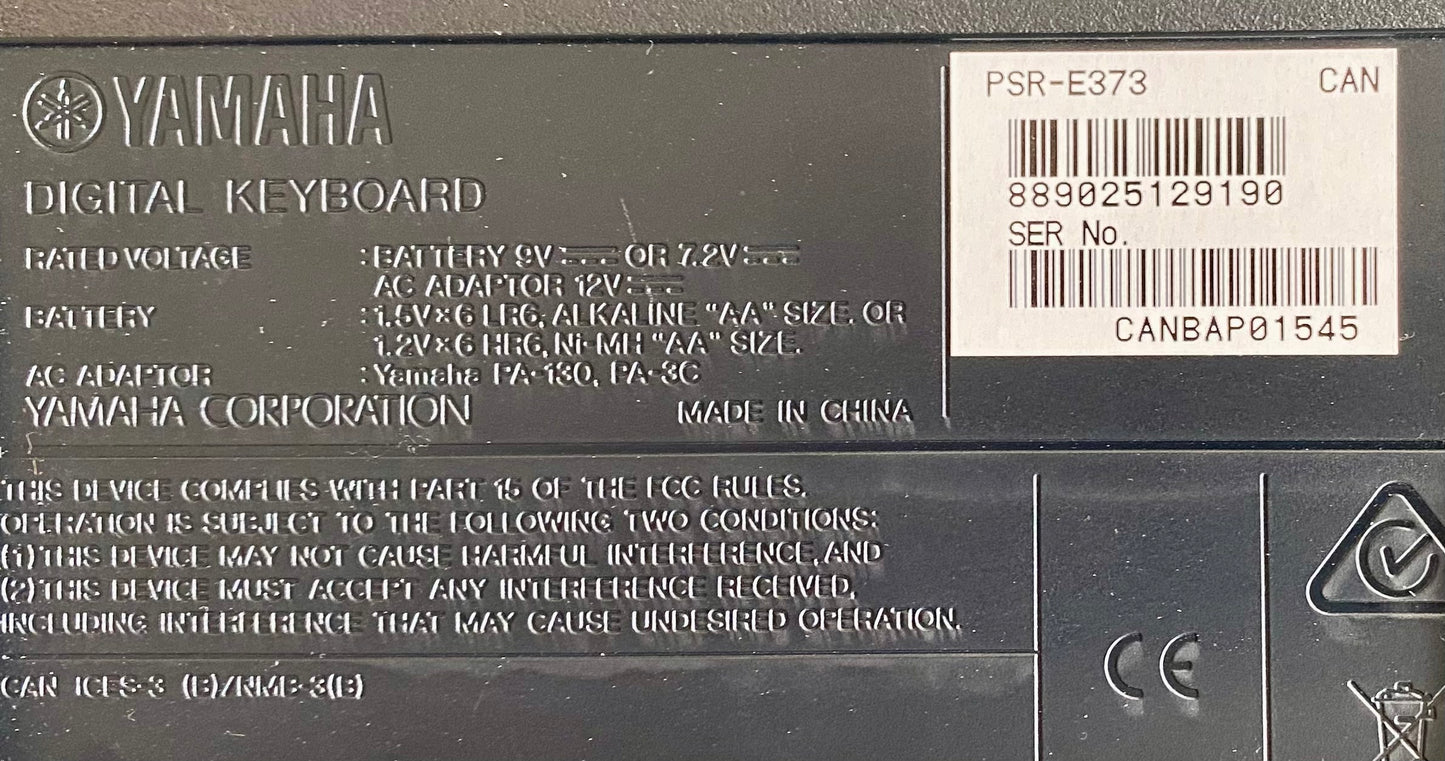 YAMAHA
DIGITAL KEYBOARD
RATED VOLTAGE :BATTERY 9V⎓ OR 7.2V⎓
AC ADAPTOR 12V⎓
BATTERY :1.5V×6 LR6, ALKALINE "AA" SIZE. OR
1.2V×6 HR6, Ni-MH "AA" SIZE.
AC ADAPTOR :Yamaha PA-130, PA-3C
YAMAHA CORPORATION MADE IN CHINA
PSR-E373 CAN
889025129190
SER No.
CANBAP01545
THIS DEVICE COMPLIES WITH PART 15 OF THE FCC RULES.
OPERATION IS SUBJECT TO THE FOLLOWING TWO CONDITIONS:
(1)THIS DEVICE MAY NOT CAUSE HARMFUL INTERFERENCE, AND
(2)THIS DEVICE MUST ACCEPT ANY INTERFERENCE RECEIVED,
INCLUDING INTERFERENCE THAT MAY CAUSE UNDESIRED OPERATION.
CAN ICES-3 (B)/NMB-3(B)
CE